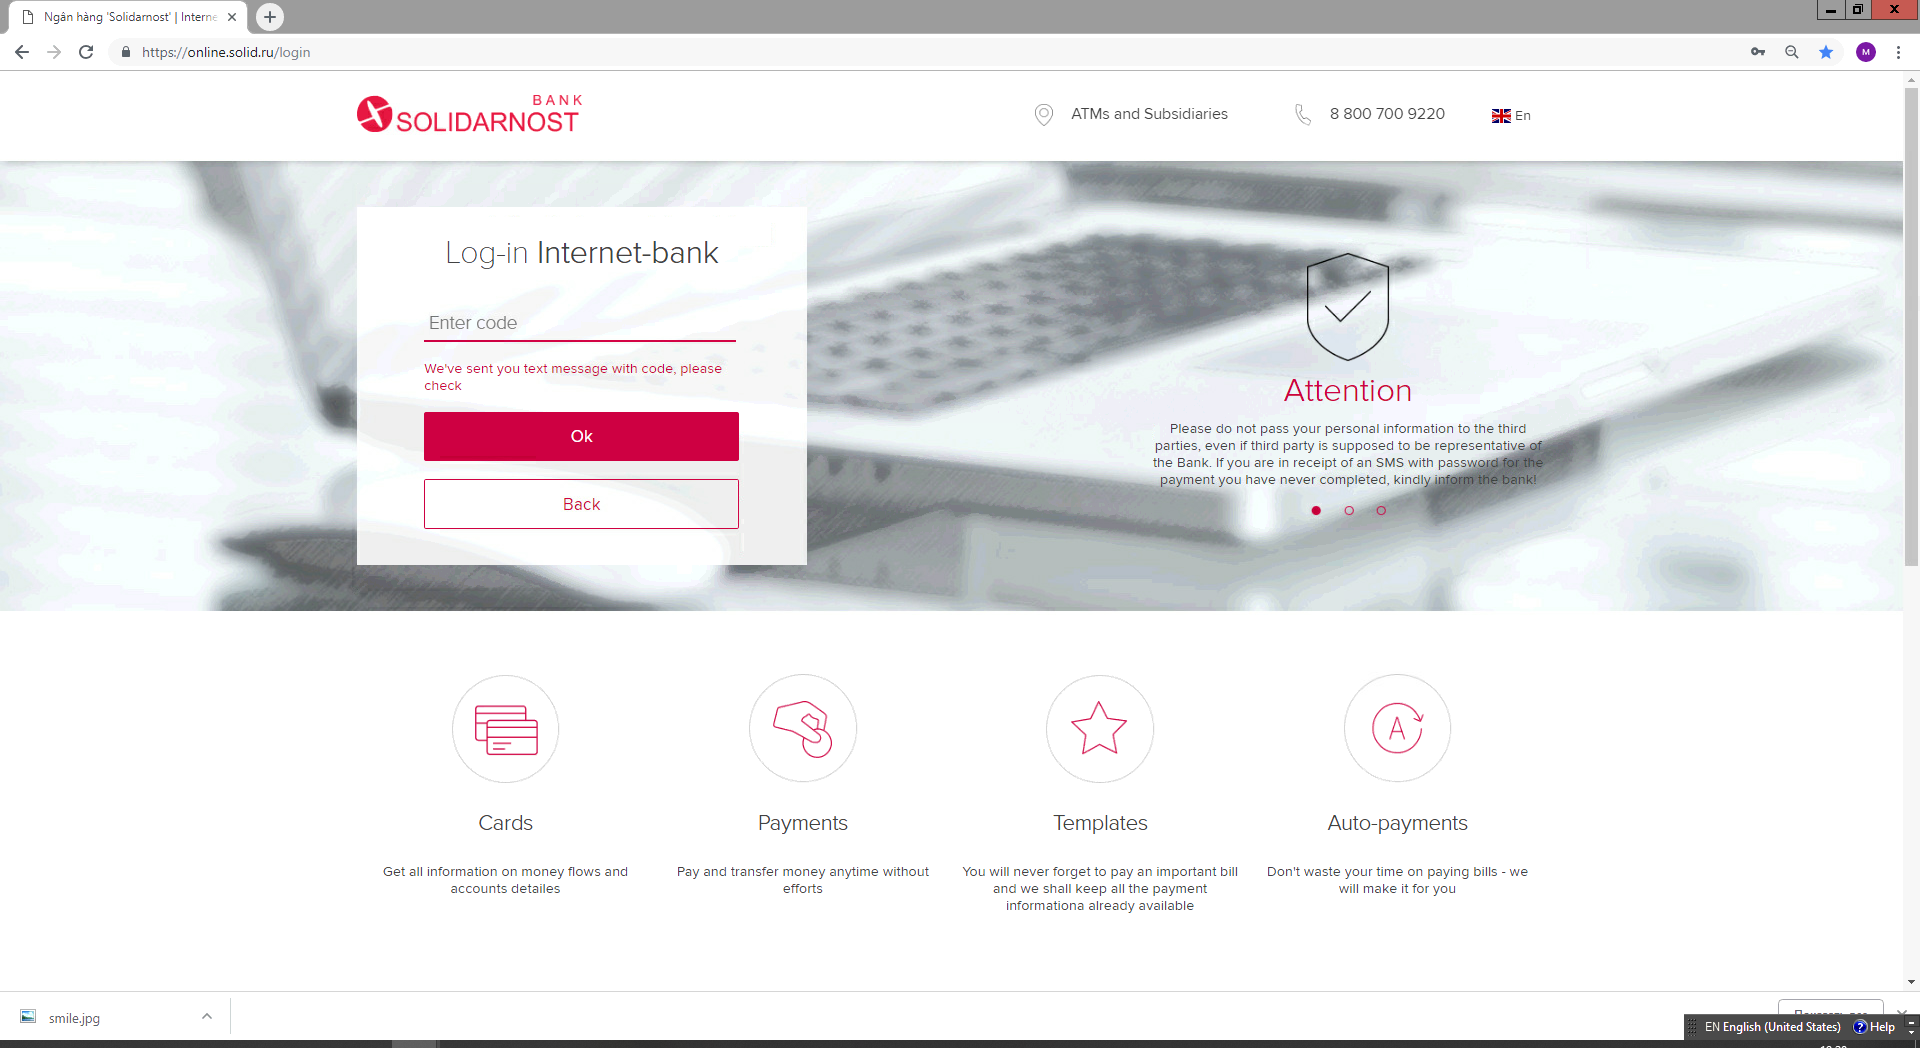 Ngân hàng 'Solidarnost' | Interne
https://online.solid.ru/login
M
BANK
SOLIDARNOST
ATMs and Subsidiaries
8 800 700 9220
En
Log-in Internet-bank
Enter code
We've sent you text message with code, please
check
Ok
Back
Attention
Please do not pass your personal information to the third
parties, even if third party is supposed to be representative of
the Bank. If you are in receipt of an SMS with password for the
payment you have never completed, kindly inform the bank!
A
Cards
Payments
Templates
Auto-payments
Get all information on money flows and
accounts detailes
Pay and transfer money anytime without
efforts
You will never forget to pay an important bill
and we shall keep all the payment
informationa already available
Don't waste your time on paying bills - we
will make it for you
smile.jpg
EN English (United States)
? Help